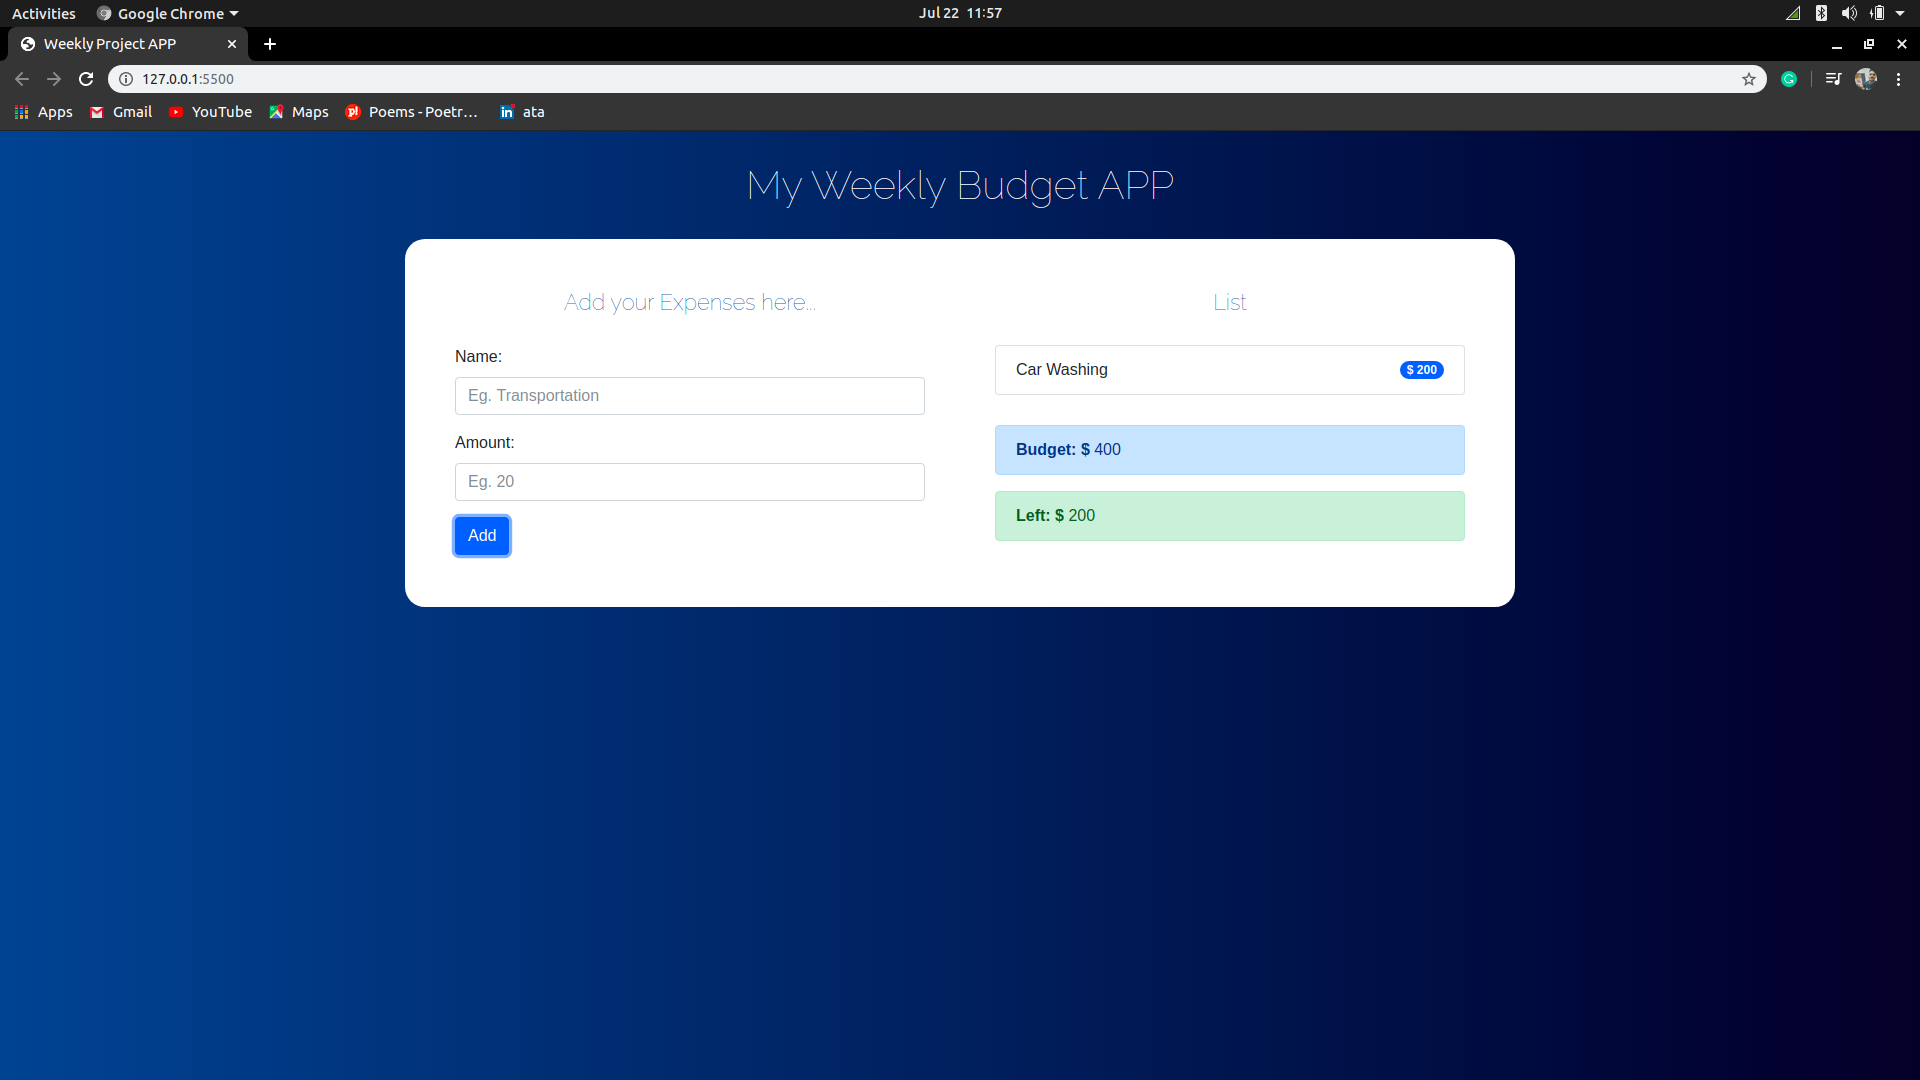 Activities
Google Chrome
Jul 22 11:57
Weekly Project APP
127.0.0.1:5500
Apps
Gmail
YouTube
Maps
Poems - Poetr...
ata
My Weekly Budget APP
Add your Expenses here...
Name:
Eg. Transportation
Amount:
Eg. 20
Add
List
Car Washing
$ 200
Budget: $ 400
Left: $ 200